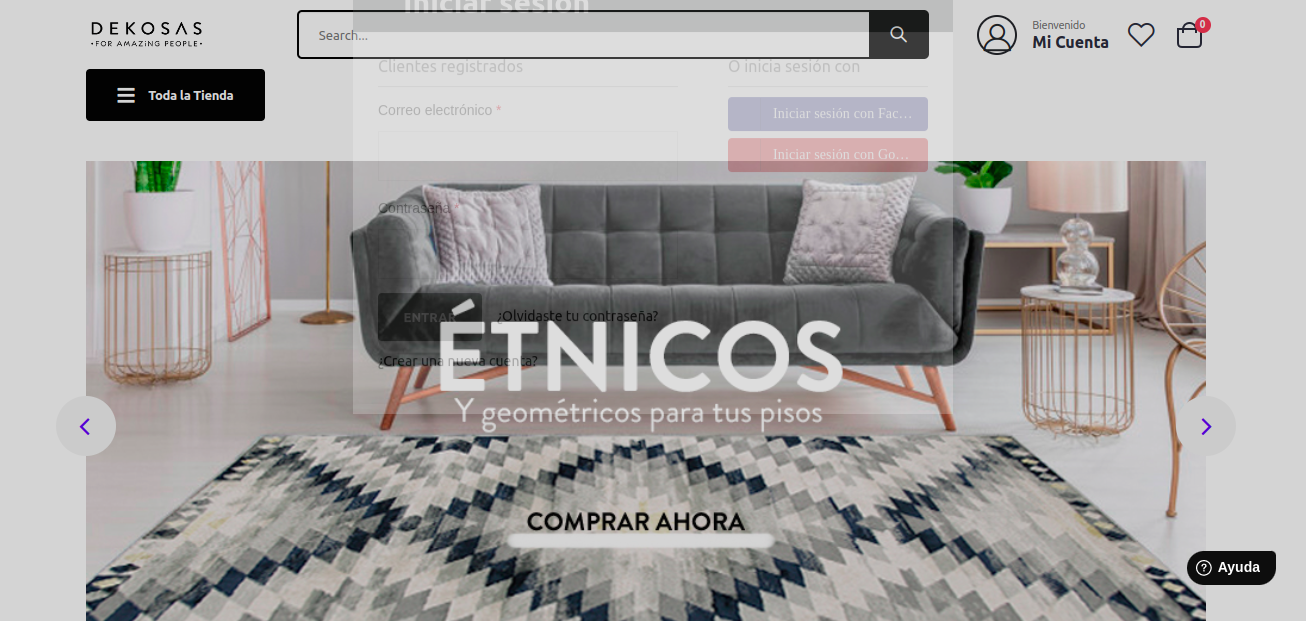 DEKOSAS
•FOR AMAZiNG PEOPLE•
Iniciar sesión
Search...
Bienvenido
Mi Cuenta
0
Toda la Tienda
Clientes registrados
O inicia sesión con
Correo electrónico *
Iniciar sesión con Fac…
Iniciar sesión con Go…
Contraseña *
ENTRAR
¿Olvidaste tu contraseña?
¿Crear una nueva cuenta?
ÉTNICOS
Y geométricos para tus pisos
COMPRAR AHORA
Ayuda